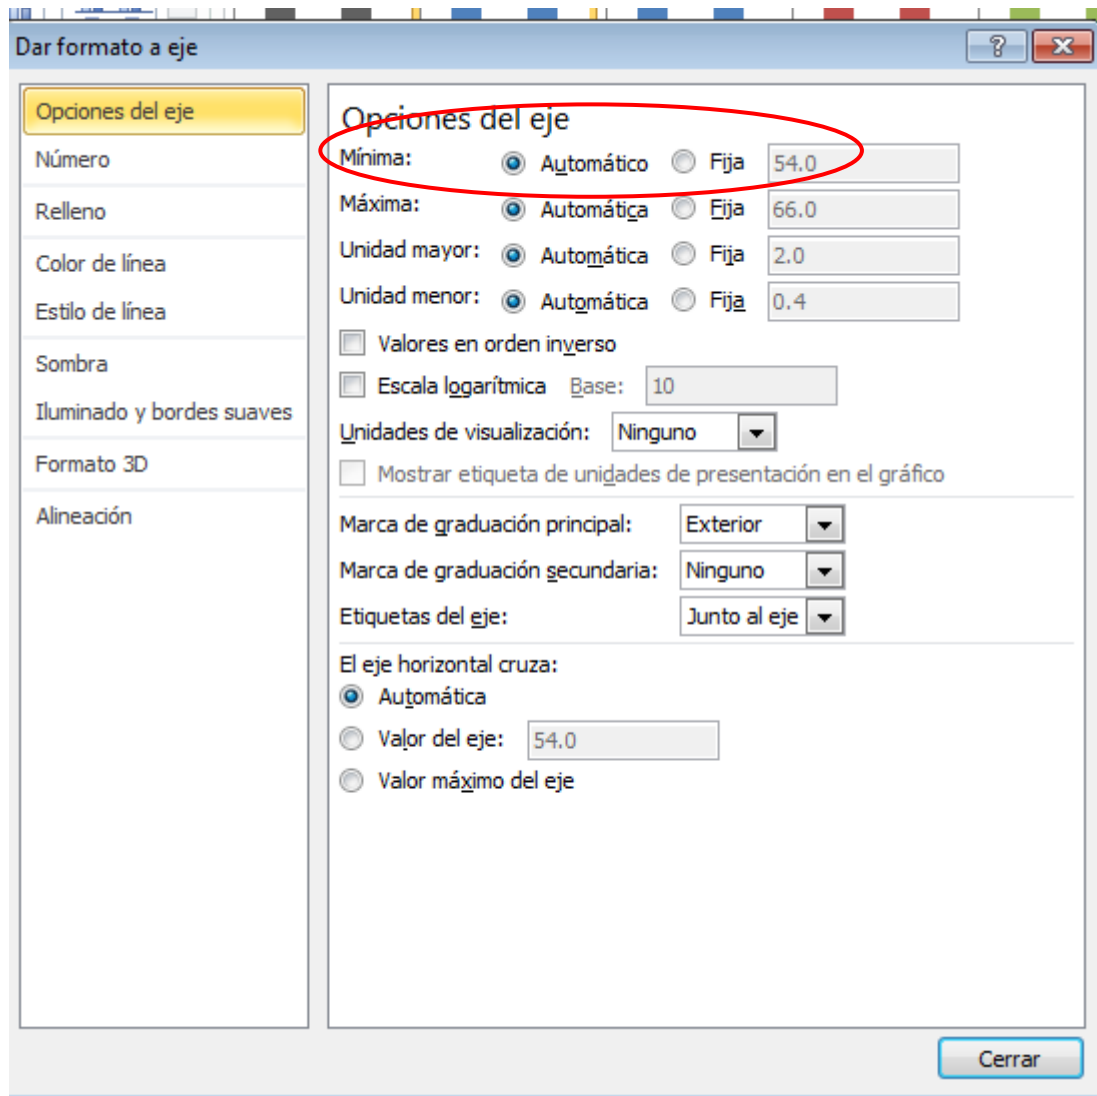 Dar formato a eje
Opciones del eje
Número
Relleno
Color de línea
Estilo de línea
Sombra
Iluminado y bordes suaves
Formato 3D
Alineación
Opciones del eje
Mínima: Automático Fija 54.0
Máxima: Automática Fija 66.0
Unidad mayor: Automática Fija 2.0
Unidad menor: Automática Fija 0.4
Valores en orden inverso
Escala logarítmica Base: 10
Unidades de visualización: Ninguno
Mostrar etiqueta de unidades de presentación en el gráfico
Marca de graduación principal: Exterior
Marca de graduación secundaria: Ninguno
Etiquetas del eje: Junto al eje
El eje horizontal cruza:
Automática
Valor del eje: 54.0
Valor máximo del eje
Cerrar